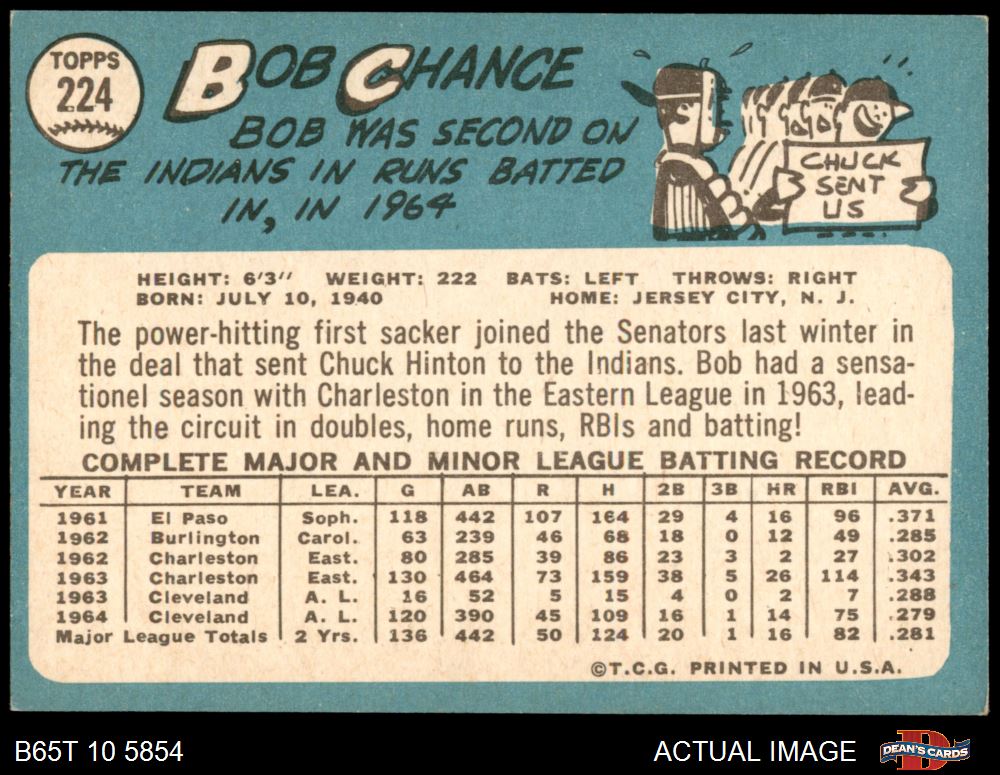 TOPPS
224
BOB CHANCE
BOB WAS SECOND ON
THE INDIANS IN RUNS BATTED
IN, IN 1964
CHUCK
SENT
US
HEIGHT: 6'3" WEIGHT: 222 BATS: LEFT THROWS: RIGHT
BORN: JULY 10, 1940 HOME: JERSEY CITY, N. J.
The power-hitting first sacker joined the Senators last winter in
the deal that sent Chuck Hinton to the Indians. Bob had a sensa-
tionel season with Charleston in the Eastern League in 1963, lead-
ing the circuit in doubles, home runs, RBIs and batting!
COMPLETE MAJOR AND MINOR LEAGUE BATTING RECORD
YEAR TEAM LEA. G AB R H 2B 3B HR RBI AVG.
1961 El Paso Soph. 118 442 107 164 29 4 16 96 .371
1962 Burlington Carol. 63 239 46 68 18 0 12 49 .285
1962 Charleston East. 80 285 39 86 23 3 2 27 .302
1963 Charleston East. 130 464 73 159 38 5 26 114 .343
1963 Cleveland A. L. 16 52 5 15 4 0 2 7 .288
1964 Cleveland A. L. 120 390 45 109 16 1 14 75 .279
Major League Totals 2 Yrs. 136 442 50 124 20 1 16 82 .281
©T.C.G. PRINTED IN U.S.A.
B65T 10 5854 ACTUAL IMAGE DEAN'S CARDS